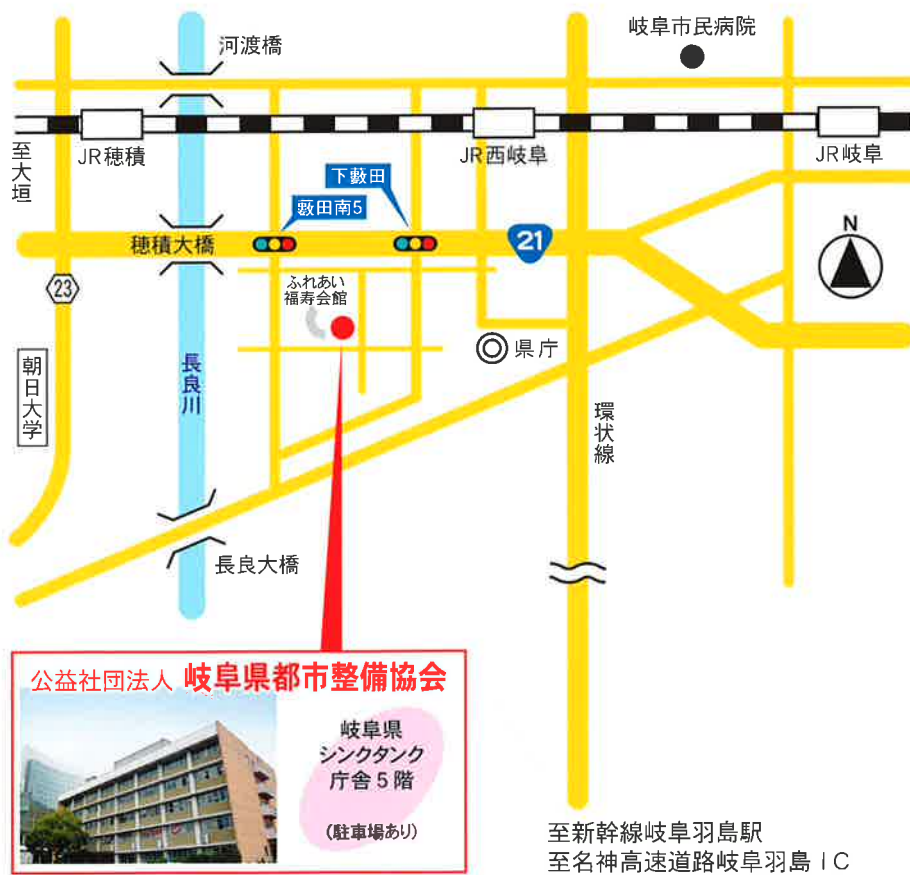 岐阜市民病院
河渡橋
JR穂積
JR西岐阜
JR岐阜
至大垣
下藪田
藪田南5
穂積大橋
21
N
23
ふれあい
福寿会館
県庁
朝日大学
長良川
環状線
長良大橋
公益社団法人 岐阜県都市整備協会
岐阜県
シンクタンク
庁舎5階
(駐車場あり)
至新幹線岐阜羽島駅
至名神高速道路岐阜羽島IC